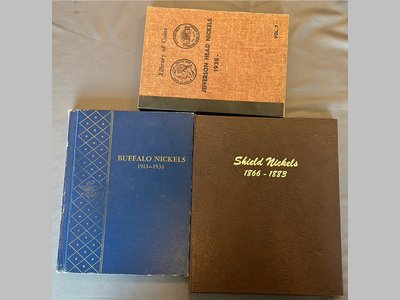 Library of Coins
JEFFERSON HEAD NICKELS
1938 -
VOL. 7
BUFFALO NICKELS
1913-1938
Shield Nickels
1866 - 1883